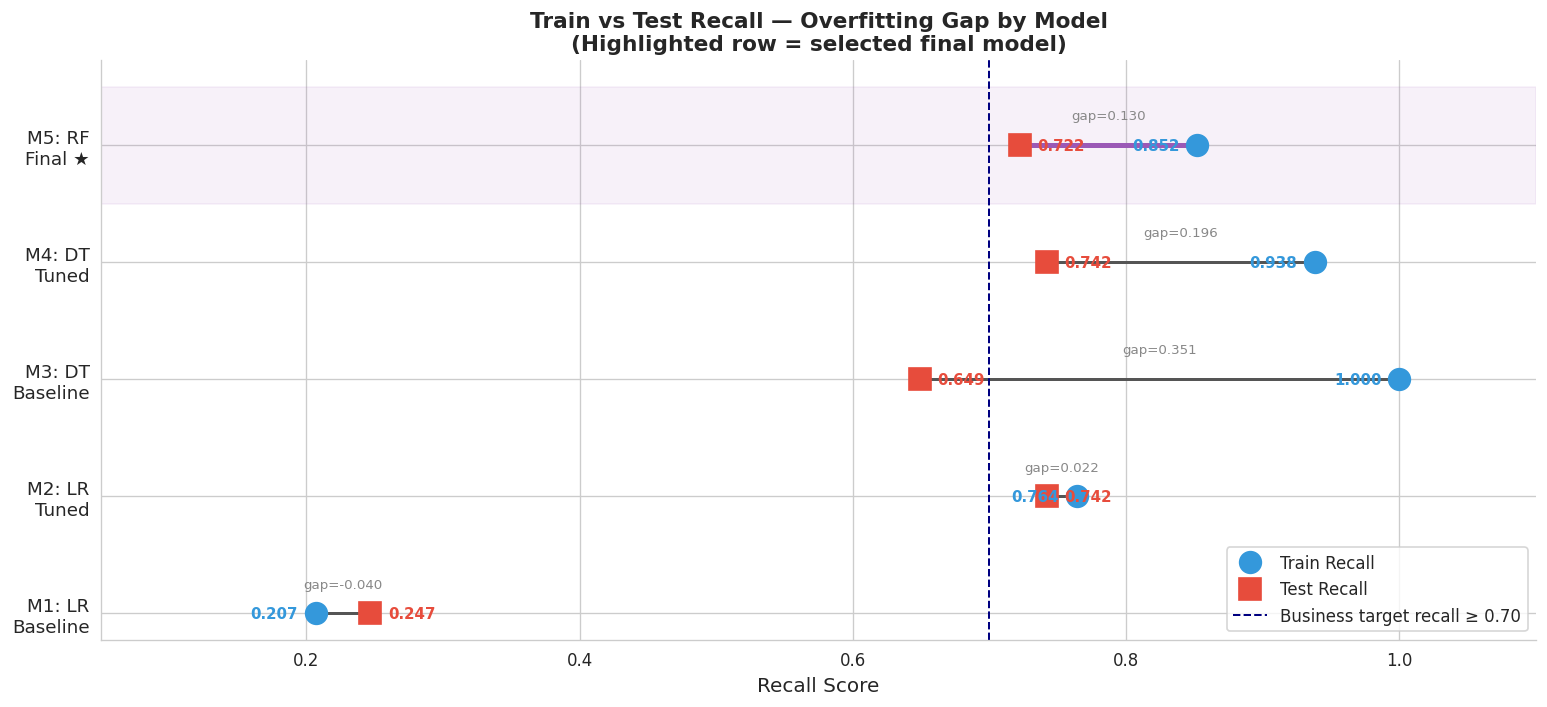 Train vs Test Recall — Overfitting Gap by Model
(Highlighted row = selected final model)
M5: RF
Final ★
gap=0.130
0.722
0.852
M4: DT
Tuned
gap=0.196
0.742
0.938
M3: DT
Baseline
gap=0.351
0.649
1.000
M2: LR
Tuned
gap=0.022
0.764
0.742
M1: LR
Baseline
gap=-0.040
0.207
0.247
Train Recall
Test Recall
Business target recall ≥ 0.70
0.2
0.4
0.6
0.8
1.0
Recall Score